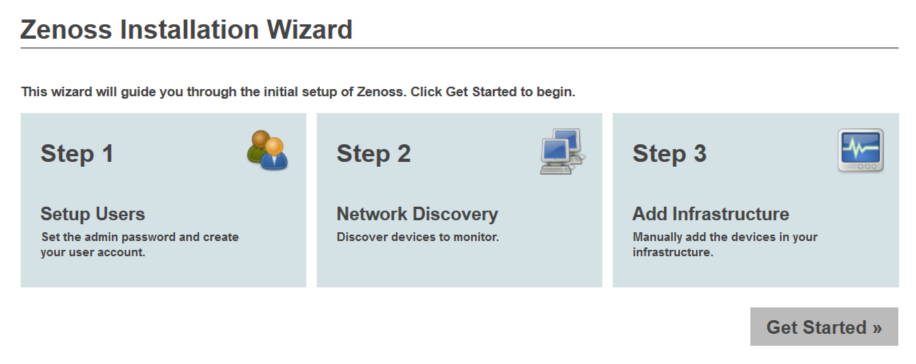 Zenoss Installation Wizard
This wizard will guide you through the initial setup of Zenoss. Click Get Started to begin.
Step 1
Setup Users
Set the admin password and create
your user account.
Step 2
Network Discovery
Discover devices to monitor.
Step 3
Add Infrastructure
Manually add the devices in your
infrastructure.
Get Started »